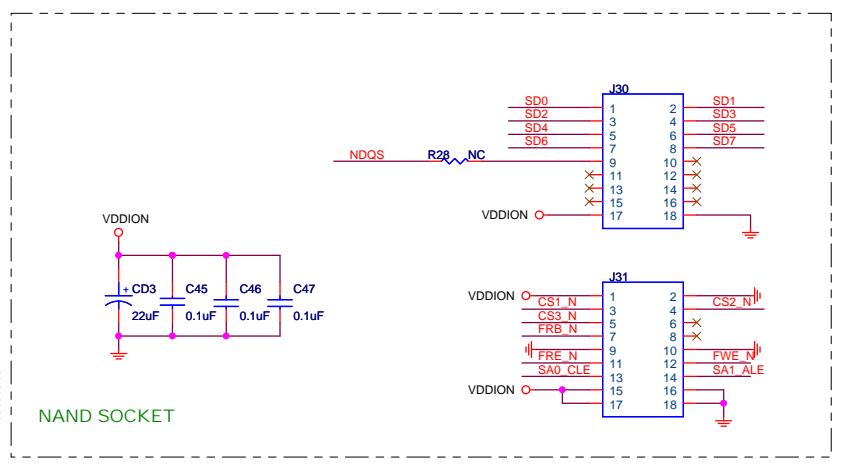 J30
SD0 1 2 SD1
SD2 3 4 SD3
SD4 5 6 SD5
SD6 7 8 SD7
NDQS R28 NC 9 10
11 12
13 14
15 16
VDDION 17 18
VDDION
+ CD3 C45 C46 C47
22uF 0.1uF 0.1uF 0.1uF
J31
VDDION 1 2
CS1_N 3 4 CS2_N
CS3_N 5 6
FRB_N 7 8
9 10
FRE_N 11 12 FWE_N
SA0_CLE 13 14 SA1_ALE
VDDION 15 16
17 18
NAND SOCKET